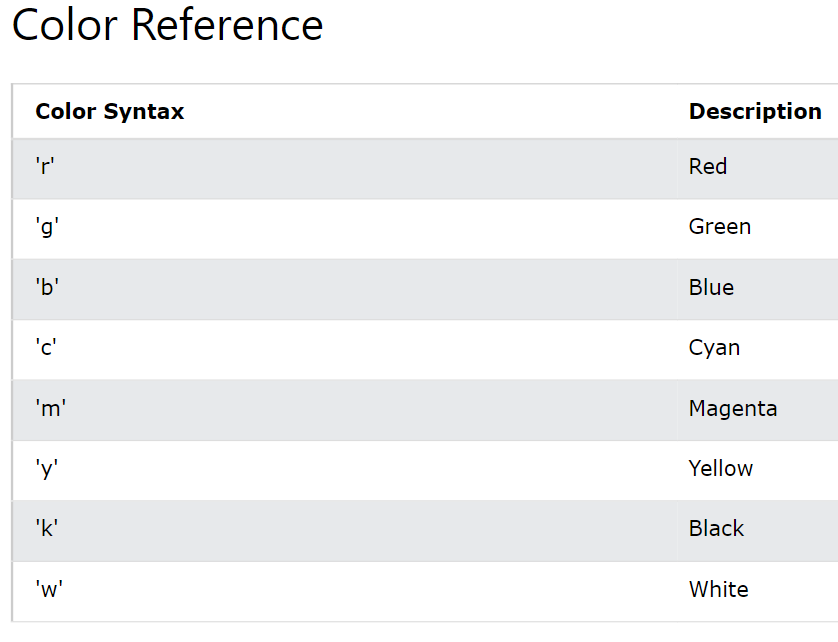 Color Reference
Color Syntax Description
'r' Red
'g' Green
'b' Blue
'c' Cyan
'm' Magenta
'y' Yellow
'k' Black
'w' White